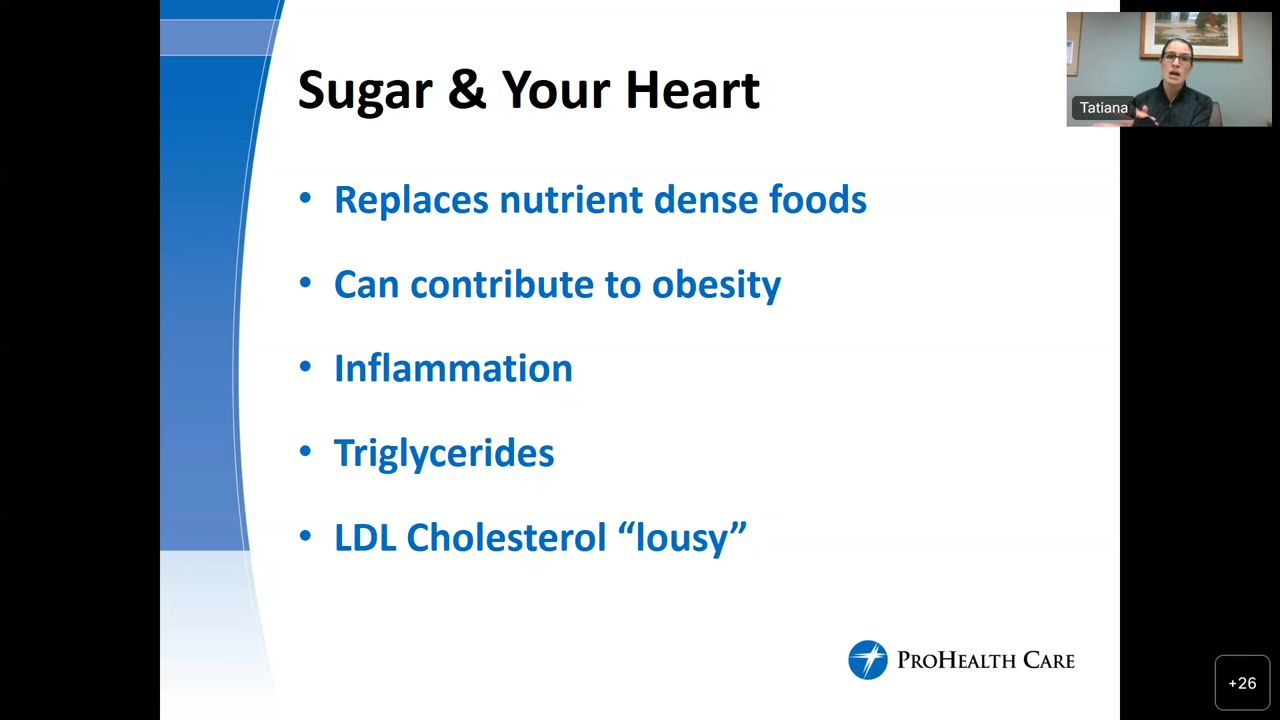 Sugar & Your Heart
Tatiana
• Replaces nutrient dense foods
• Can contribute to obesity
• Inflammation
• Triglycerides
• LDL Cholesterol “lousy”
PROHEALTH CARE
+26